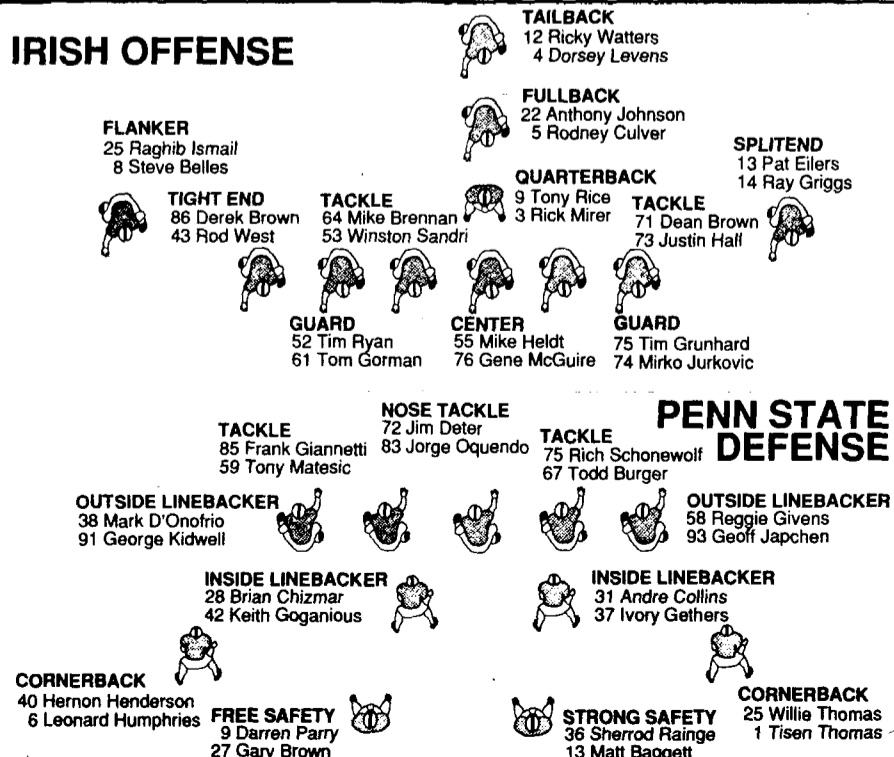 IRISH OFFENSE
TAILBACK
12 Ricky Watters
4 Dorsey Levens
FULLBACK
22 Anthony Johnson
5 Rodney Culver
FLANKER
25 Raghib Ismail
8 Steve Belles
SPLITEND
13 Pat Eilers
14 Ray Griggs
QUARTERBACK
9 Tony Rice
3 Rick Mirer
TIGHT END
86 Derek Brown
43 Rod West
TACKLE
64 Mike Brennan
53 Winston Sandri
TACKLE
71 Dean Brown
73 Justin Hall
GUARD
52 Tim Ryan
61 Tom Gorman
CENTER
55 Mike Heldt
76 Gene McGuire
GUARD
75 Tim Grunhard
74 Mirko Jurkovic
PENN STATE
DEFENSE
TACKLE
85 Frank Giannetti
59 Tony Matesic
NOSE TACKLE
72 Jim Deter
83 Jorge Oquendo
TACKLE
75 Rich Schonewolf
67 Todd Burger
OUTSIDE LINEBACKER
38 Mark D'Onofrio
91 George Kidwell
OUTSIDE LINEBACKER
58 Reggie Givens
93 Geoff Japchen
INSIDE LINEBACKER
28 Brian Chizmar
42 Keith Goganious
INSIDE LINEBACKER
31 Andre Collins
37 Ivory Gethers
CORNERBACK
40 Hernon Henderson
6 Leonard Humphries
FREE SAFETY
9 Darren Parry
27 Gary Brown
STRONG SAFETY
36 Sherrod Rainge
13 Matt Baggett
CORNERBACK
25 Willie Thomas
1 Tisen Thomas